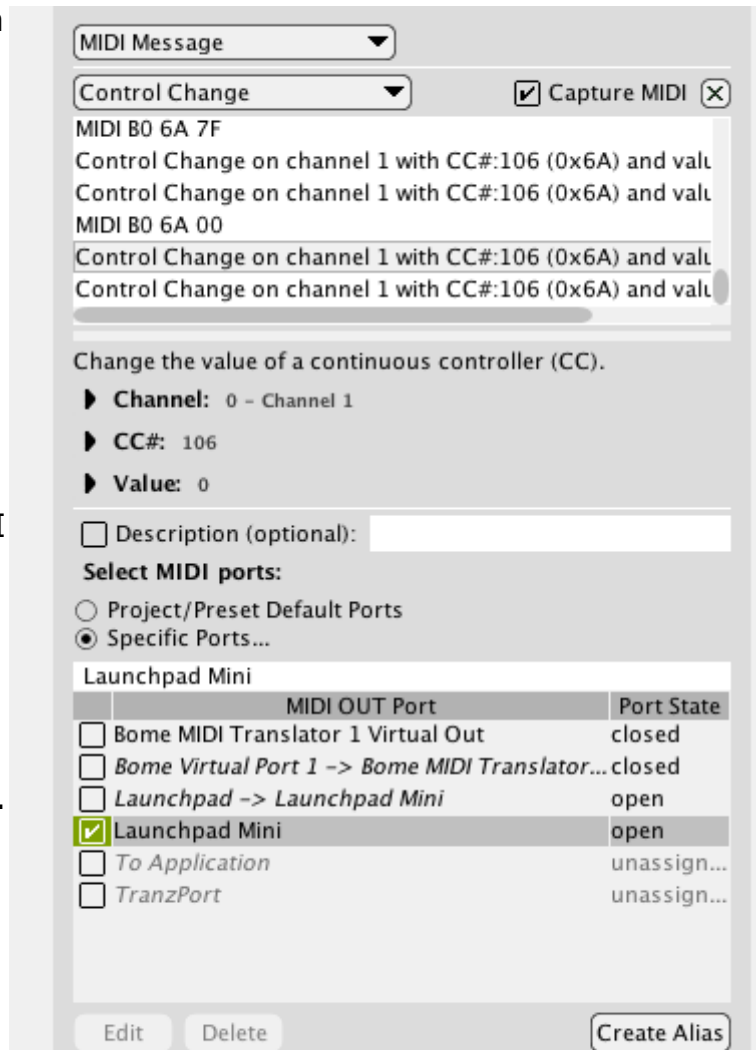 MIDI Message
Control Change Capture MIDI
MIDI B0 6A 7F
Control Change on channel 1 with CC#:106 (0x6A) and valu
Control Change on channel 1 with CC#:106 (0x6A) and valu
MIDI B0 6A 00
Control Change on channel 1 with CC#:106 (0x6A) and valu
Control Change on channel 1 with CC#:106 (0x6A) and valu
Change the value of a continuous controller (CC).
Channel: 0 - Channel 1
CC#: 106
Value: 0
Description (optional):
Select MIDI ports:
Project/Preset Default Ports
Specific Ports...
Launchpad Mini
MIDI OUT Port Port State
Bome MIDI Translator 1 Virtual Out closed
Bome Virtual Port 1 -> Bome MIDI Translator... closed
Launchpad -> Launchpad Mini open
Launchpad Mini open
To Application unassign...
TranzPort unassign...
Edit Delete Create Alias